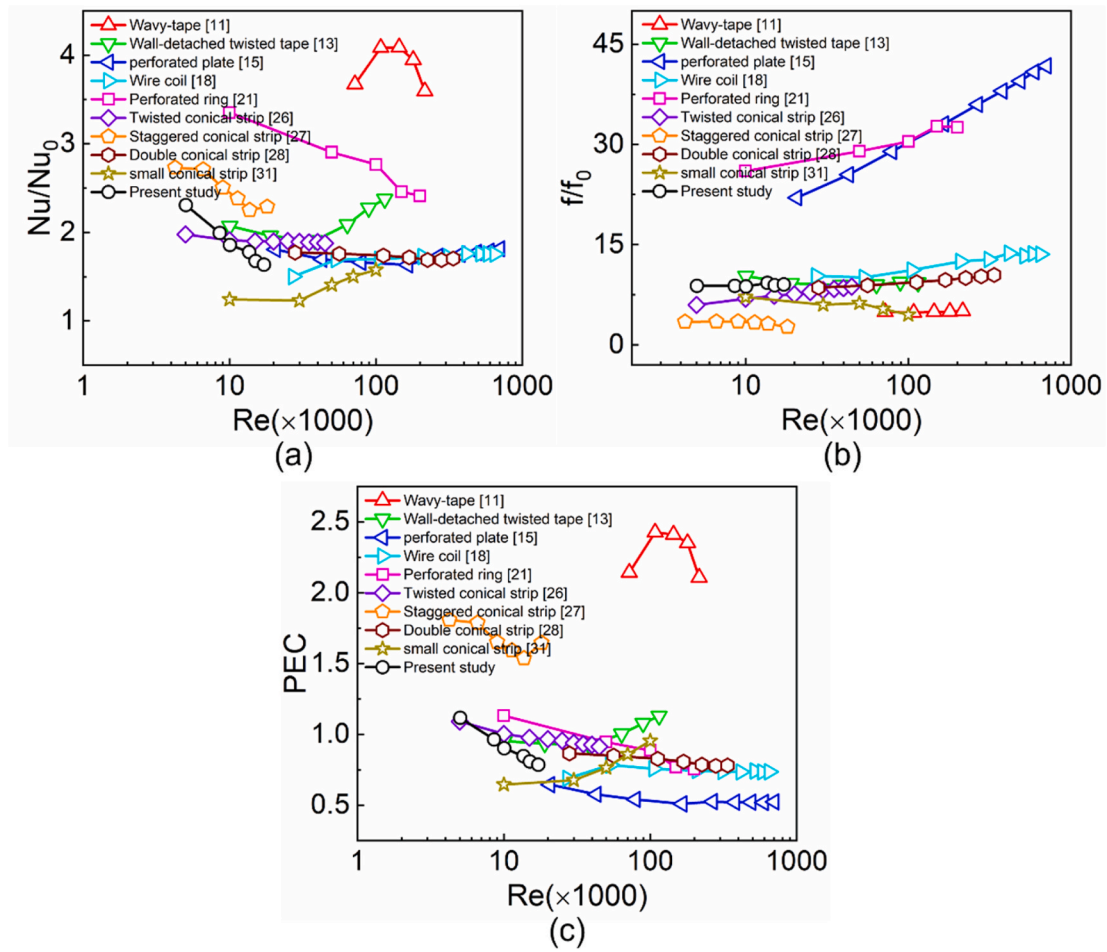 Wavy-tape [11]
Wall-detached twisted tape [13]
perforated plate [15]
Wire coil [18]
Perforated ring [21]
Twisted conical strip [26]
Staggered conical strip [27]
Double conical strip [28]
small conical strip [31]
Present study
4
3
2
1
Nu/Nu0
1 10 100 1000
Re(×1000)
(a)
Wavy-tape [11]
Wall-detached twisted tape [13]
perforated plate [15]
Wire coil [18]
Perforated ring [21]
Twisted conical strip [26]
Staggered conical strip [27]
Double conical strip [28]
small conical strip [31]
Present study
45
30
15
0
f/f0
10 100 1000
Re(×1000)
(b)
Wavy-tape [11]
Wall-detached twisted tape [13]
perforated plate [15]
Wire coil [18]
Perforated ring [21]
Twisted conical strip [26]
Staggered conical strip [27]
Double conical strip [28]
small conical strip [31]
Present study
2.5
2.0
1.5
1.0
0.5
PEC
1 10 100 1000
Re(×1000)
(c)